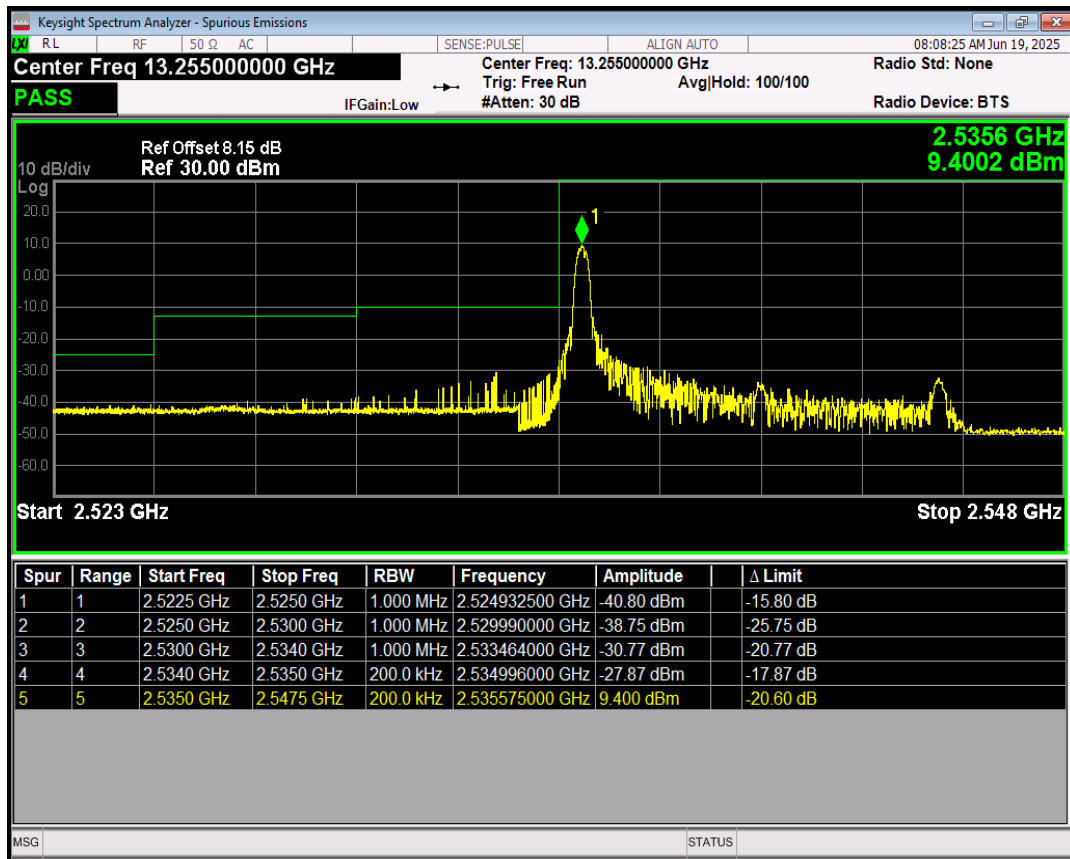 Keysight Spectrum Analyzer - Spurious Emissions
LXI RL RF 50 Ω AC SENSE:PULSE ALIGN AUTO 08:08:25 AM Jun 19, 2025
Center Freq 13.255000000 GHz Center Freq: 13.255000000 GHz Radio Std: None
Trig: Free Run Avg|Hold: 100/100
PASS IFGain:Low #Atten: 30 dB Radio Device: BTS
2.5356 GHz
Ref Offset 8.15 dB
10 dB/div Ref 30.00 dBm 9.4002 dBm
Log
20.0
1
10.0
0.00
-10.0
-20.0
-30.0
-40.0
-50.0
-60.0
Start 2.523 GHz Stop 2.548 GHz
Spur Range Start Freq Stop Freq RBW Frequency Amplitude Δ Limit
1 1 2.5225 GHz 2.5250 GHz 1.000 MHz 2.524932500 GHz -40.80 dBm -15.80 dB
2 2 2.5250 GHz 2.5300 GHz 1.000 MHz 2.529990000 GHz -38.75 dBm -25.75 dB
3 3 2.5300 GHz 2.5340 GHz 1.000 MHz 2.533464000 GHz -30.77 dBm -20.77 dB
4 4 2.5340 GHz 2.5350 GHz 200.0 kHz 2.534996000 GHz -27.87 dBm -17.87 dB
5 5 2.5350 GHz 2.5475 GHz 200.0 kHz 2.535575000 GHz 9.400 dBm -20.60 dB
MSG STATUS